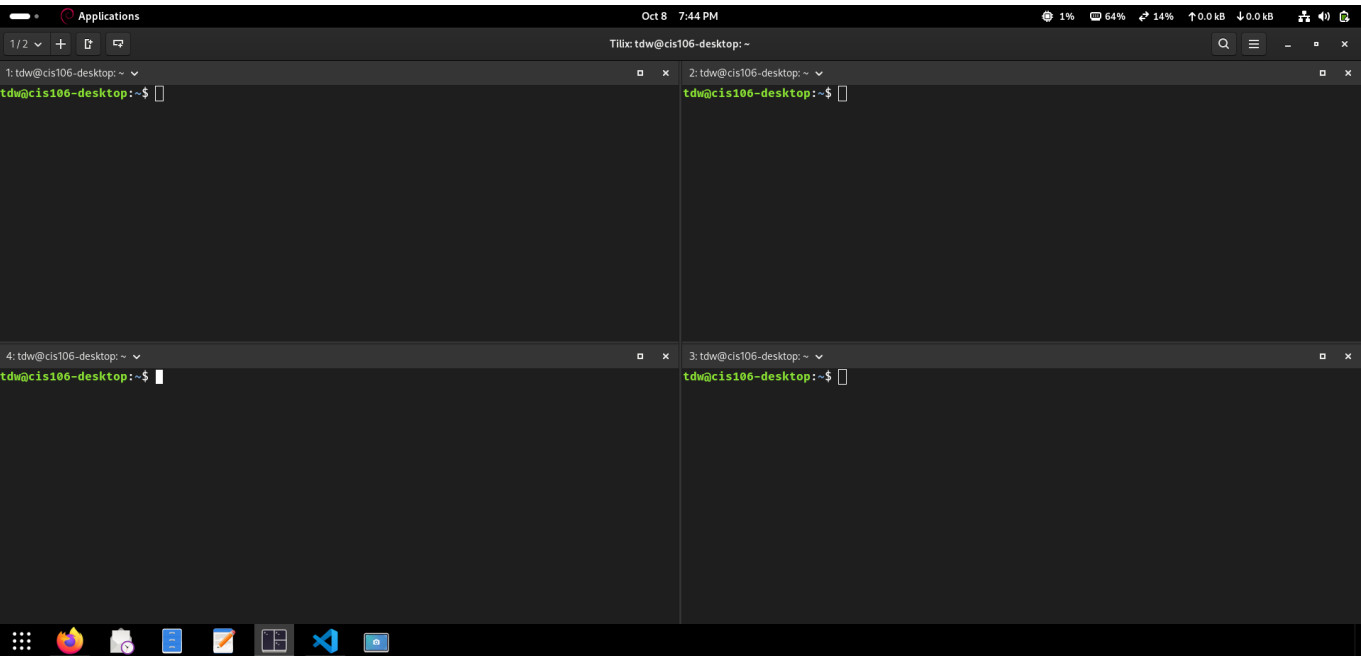 Applications
Oct 8 7:44 PM
1% 64% 14% ↑0.0 kB ↓0.0 kB
1 / 2
Tilix: tdw@cis106-desktop: ~
1: tdw@cis106-desktop: ~
2: tdw@cis106-desktop: ~
tdw@cis106-desktop:~$
tdw@cis106-desktop:~$
4: tdw@cis106-desktop: ~
3: tdw@cis106-desktop: ~
tdw@cis106-desktop:~$
tdw@cis106-desktop:~$